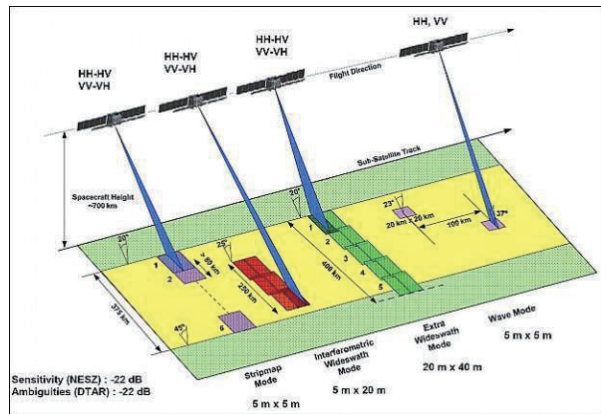 HH-HV
VV-VH
HH-HV
VV-VH
HH-HV
VV-VH
HH, VV
Flight Direction
Sub-Satellite Track
Spacecraft Height
~700 km
20°
1
2
> 80 km
6
45°
375 km
25°
250 km
20°
1
2
3
4
5
400 km
23°
20 km x 20 km
100 km
37°
Stripmap
Mode
5 m x 5 m
Interferometric
Wideswath
Mode
5 m x 20 m
Extra
Wideswath
Mode
20 m x 40 m
Wave Mode
5 m x 5 m
Sensitivity (NESZ) : -22 dB
Ambiguities (DTAR) : -22 dB